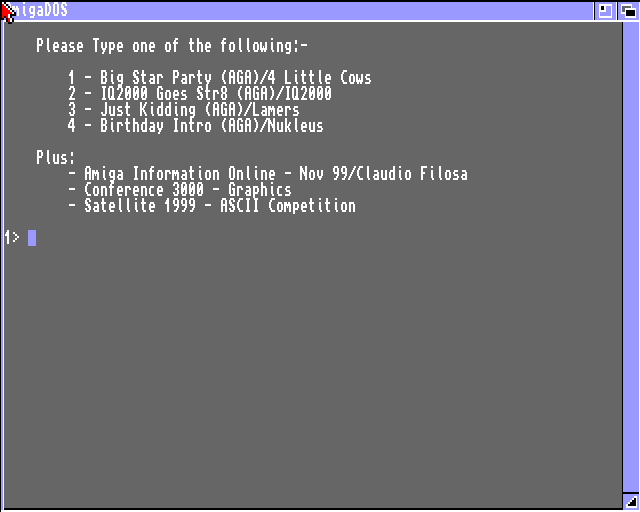 AmigaDOS
Please Type one of the following:-
1 - Big Star Party (AGA)/4 Little Cows
2 - IQ2000 Goes Str8 (AGA)/IQ2000
3 - Just Kidding (AGA)/Lamers
4 - Birthday Intro (AGA)/Nukleus
Plus:
- Amiga Information Online - Nov 99/Claudio Filosa
- Conference 3000 - Graphics
- Satellite 1999 - ASCII Competition
1>